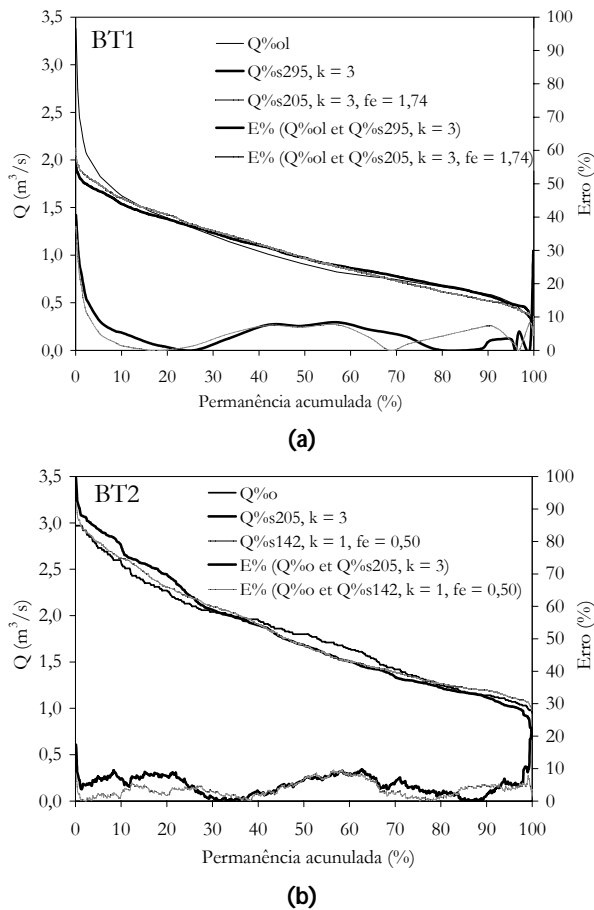 BT1
Q%ol
Q%s295, k = 3
Q%s205, k = 3, fe = 1,74
E% (Q%ol et Q%s295, k = 3)
E% (Q%ol et Q%s205, k = 3, fe = 1,74)
3,5
3,0
2,5
2,0
1,5
1,0
0,5
0,0
Q (m³/s)
100
90
80
70
60
50
40
30
20
10
0
Erro (%)
0 10 20 30 40 50 60 70 80 90 100
Permanência acumulada (%)
(a)
BT2
Q%o
Q%s205, k = 3
Q%s142, k = 1, fe = 0,50
E% (Q%o et Q%s205, k = 3)
E% (Q%o et Q%s142, k = 1, fe = 0,50)
3,5
3,0
2,5
2,0
1,5
1,0
0,5
0,0
Q (m³/s)
100
90
80
70
60
50
40
30
20
10
0
Erro (%)
0 10 20 30 40 50 60 70 80 90 100
Permanência acunulada (%)
(b)